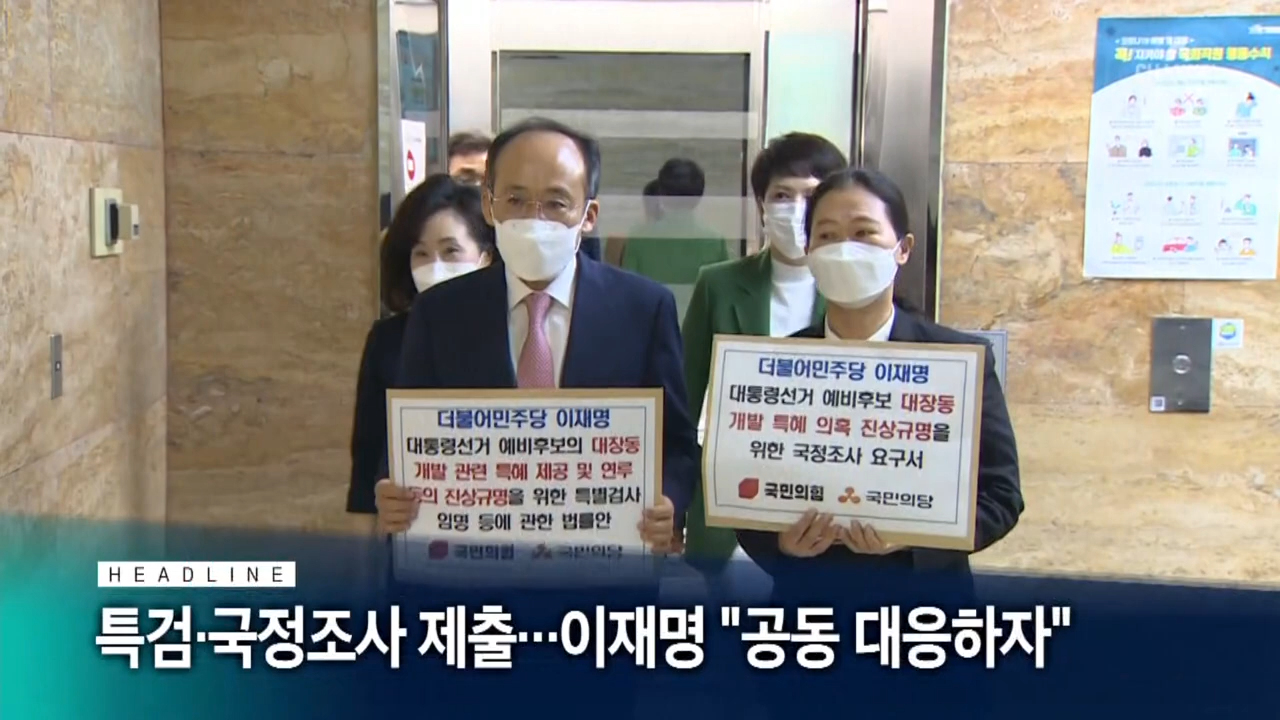 꼭! 지켜야 할
더불어민주당 이재명
대통령선거 예비후보의 대장동
개발 관련 특혜 제공 및 연루
의 진상규명을 위한 특별검사
임명 등에 관한 법률안
국민의힘 국민의당
더불어민주당 이재명
대통령선거 예비후보 대장동
개발 특혜 의혹 진상규명을
위한 국정조사 요구서
국민의힘 국민의당
HEADLINE
특검·국정조사 제출…이재명 "공동 대응하자"